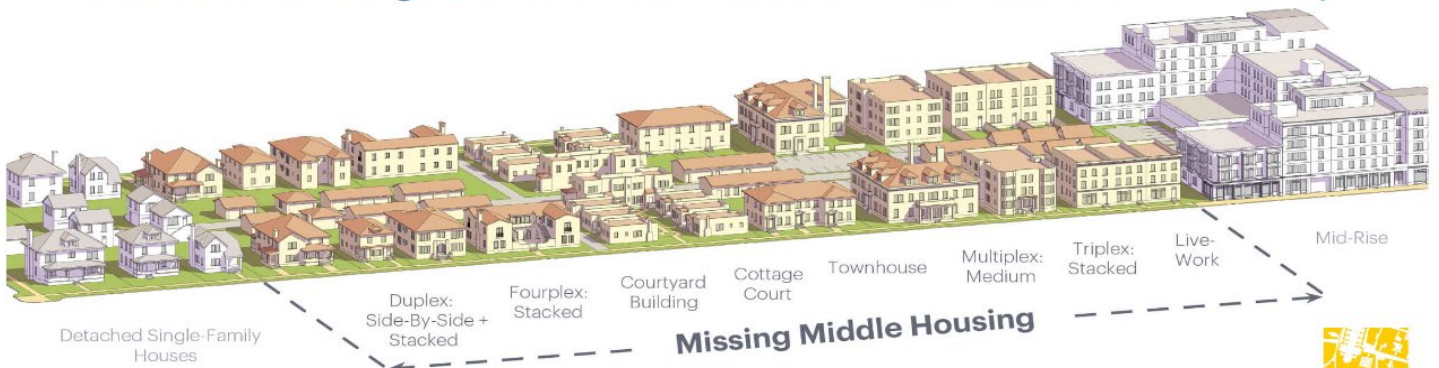 Detached Single-Family
Houses
Duplex:
Side-By-Side +
Stacked
Fourplex:
Stacked
Courtyard
Building
Cottage
Court
Townhouse
Multiplex:
Medium
Triplex:
Stacked
Live-
Work
Mid-Rise
Missing Middle Housing